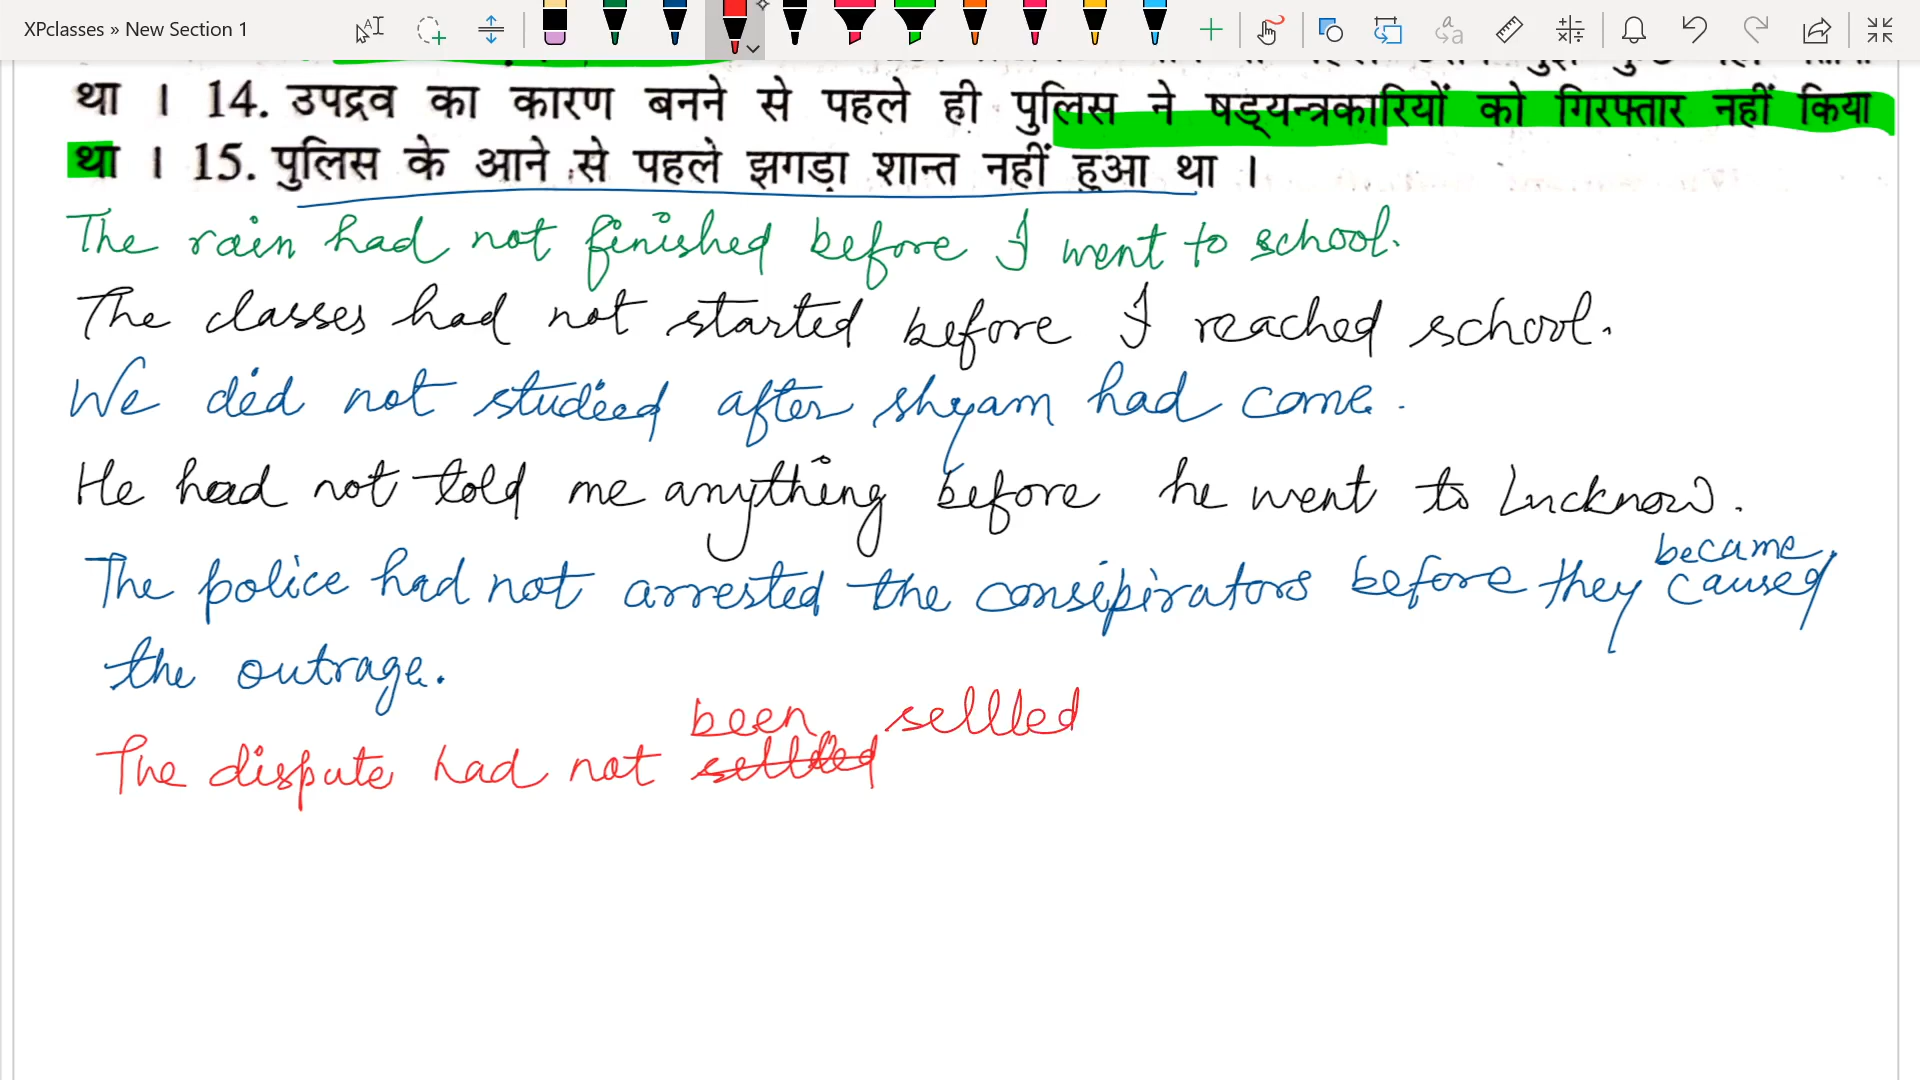 XPclasses » New Section 1
था । 14. उपद्रव का कारण बनने से पहले ही पुलिस ने षड्यन्त्रकारियों को गिरफ्तार नहीं किया
था । 15. पुलिस के आने से पहले झगड़ा शान्त नहीं हुआ था ।
The rain had not finished before I went to school.
The classes had not started before I reached school.
We did not studied after shyam had come.
He had not told me anything before he went to Lucknow.
became
The police had not arrested the consipirators before they caused
the outrage.
been sellled
The dispute had not